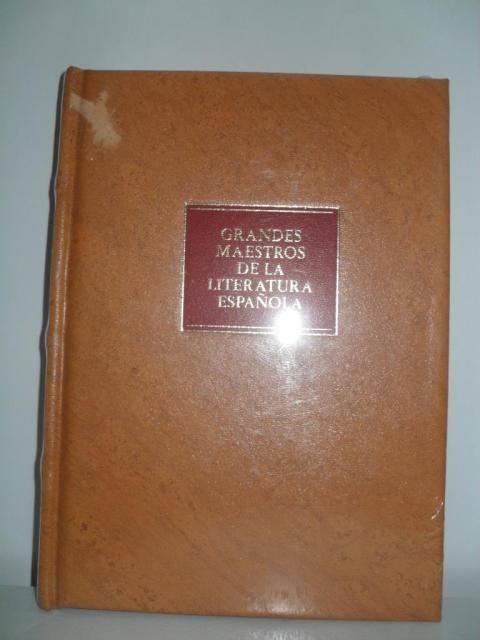 GRANDES
MAESTROS
DE LA
LITERATURA
ESPAÑOLA